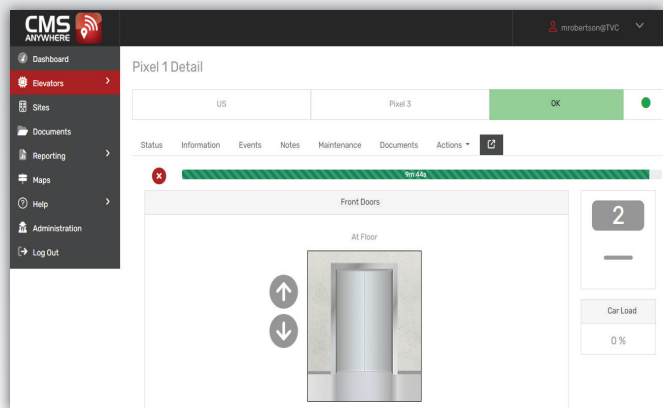 CMS
ANYWHERE
mrobertson@TVC
Dashboard
Elevators
Sites
Documents
Reporting
Maps
Help
Administration
Log Out
Pixel 1 Detail
US Pixel 3 OK
Status Information Events Notes Maintenance Documents Actions
9m 44s
Front Doors
At Floor
2
Car Load
0 %